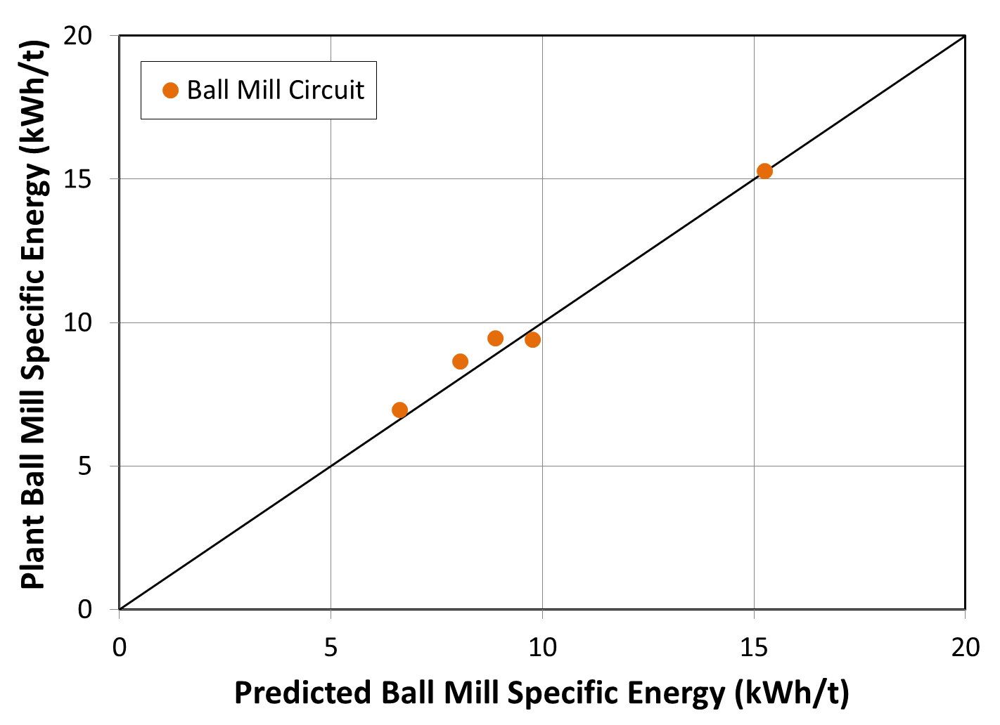 Plant Ball Mill Specific Energy (kWh/t)
20
15
10
5
0
Ball Mill Circuit
0 5 10 15 20
Predicted Ball Mill Specific Energy (kWh/t)